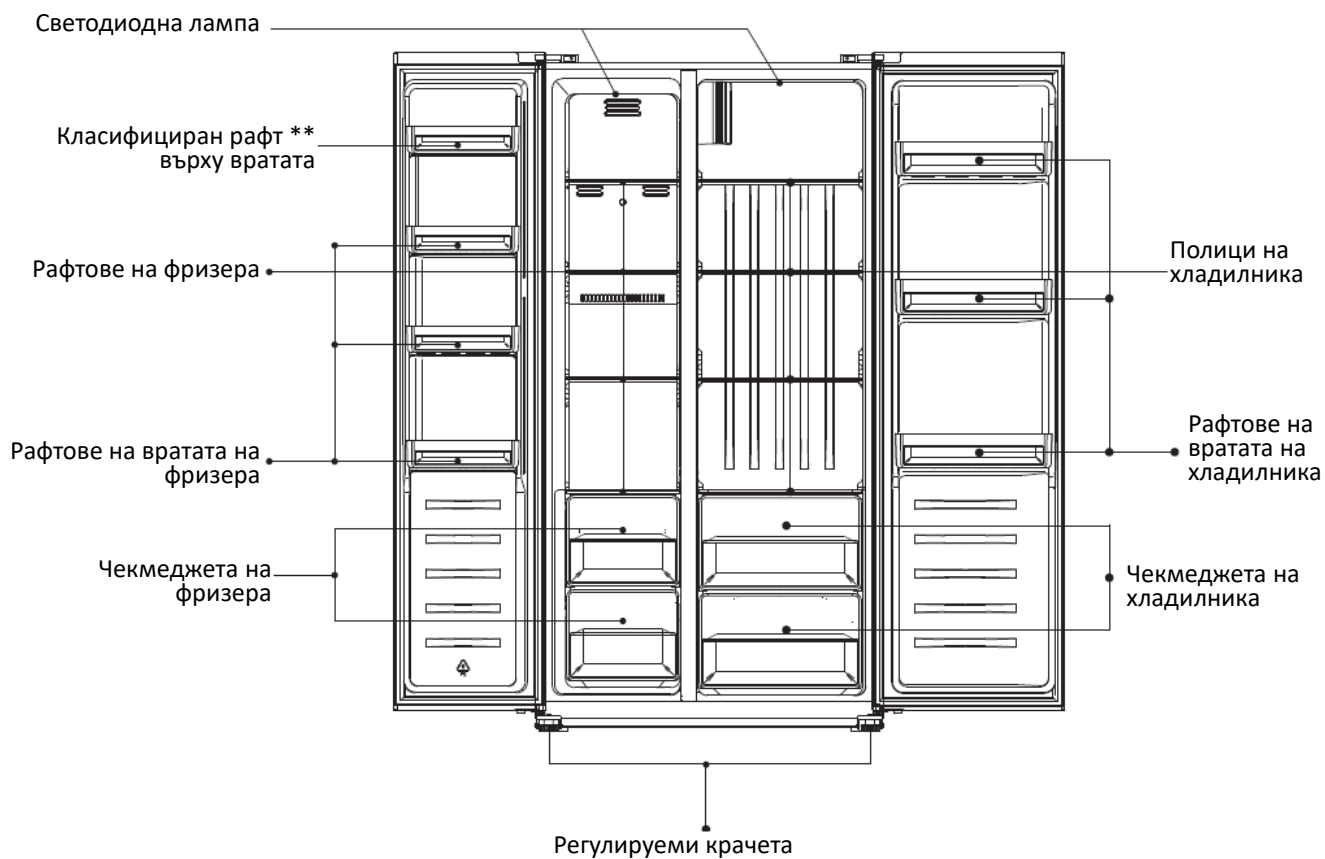 Светодиодна лампа
Класифициран рафт **
върху вратата
Рафтове на фризера
Рафтове на вратата на
фризера
Чекмеджета на
фризера
Полици на
хладилника
Рафтове на
вратата на
хладилника
Чекмеджета на
хладилника
Регулируеми крачета